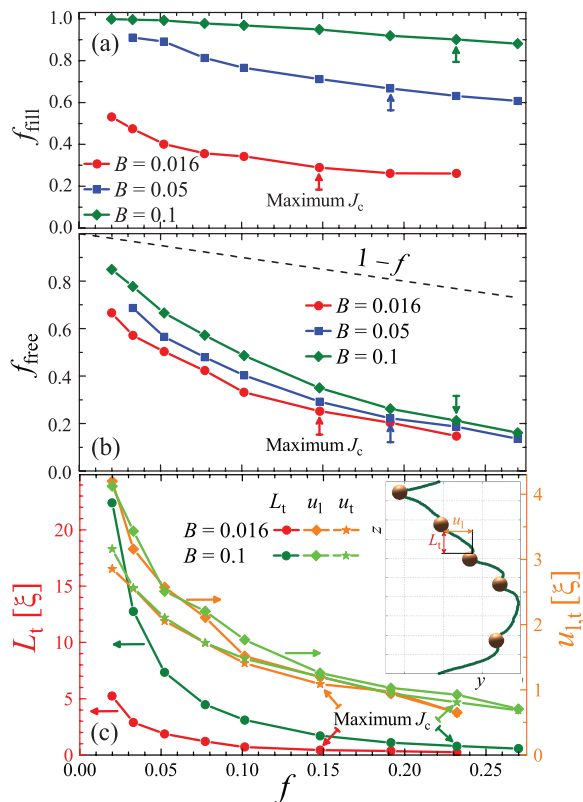 1.0
(a)
0.8
0.6
f_fill
0.4
B = 0.016
B = 0.05
B = 0.1
0.2
Maximum J_c
0.0
1 – f
0.8
B = 0.016
B = 0.05
B = 0.1
0.6
f_free
0.4
0.2
(b)
Maximum J_c
0.0
L_t u_l u_t
B = 0.016
B = 0.1
20
15
10
5
0
L_t [ξ]
z
u_l
L_t
y
4
3
2
1
0
u_l,t [ξ]
Maximum J_c
(c)
0.00 0.05 0.10 0.15 0.20 0.25
f